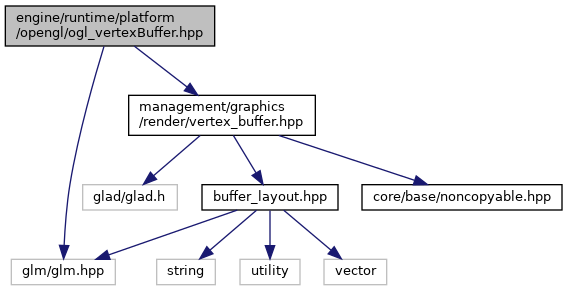 engine/runtime/platform
/opengl/ogl_vertexBuffer.hpp
management/graphics
/render/vertex_buffer.hpp
glad/glad.h
buffer_layout.hpp
core/base/noncopyable.hpp
glm/glm.hpp
string
utility
vector